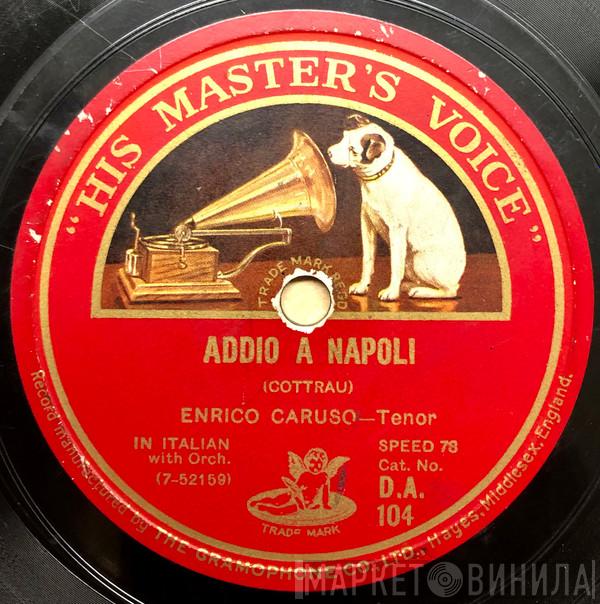 "HIS MASTER'S VOICE"
TRADE MARK REGD
ADDIO A NAPOLI
(COTTRAU)
ENRICO CARUSO—Tenor
IN ITALIAN
with Orch.
(7-52159)
SPEED 78
Cat. No.
D.A.
104
TRADE MARK
Record manufactured by THE GRAMOPHONE CO., LTD., Hayes, Middlesex, England.
МАРКЕТ ВИНИЛА